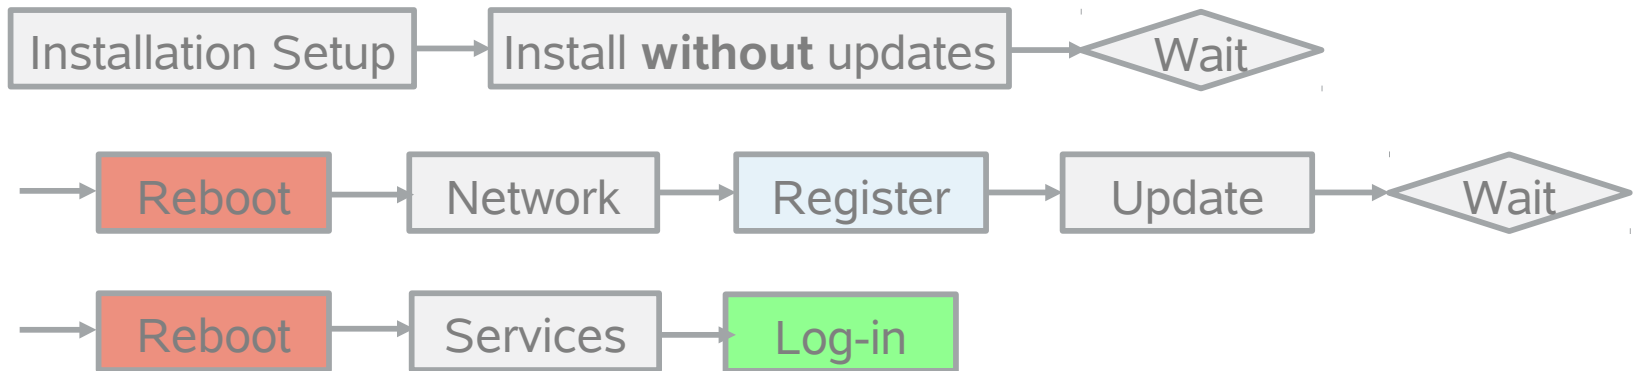 Installation Setup Install without updates Wait
Reboot Network Register Update Wait
Reboot Services Log-in